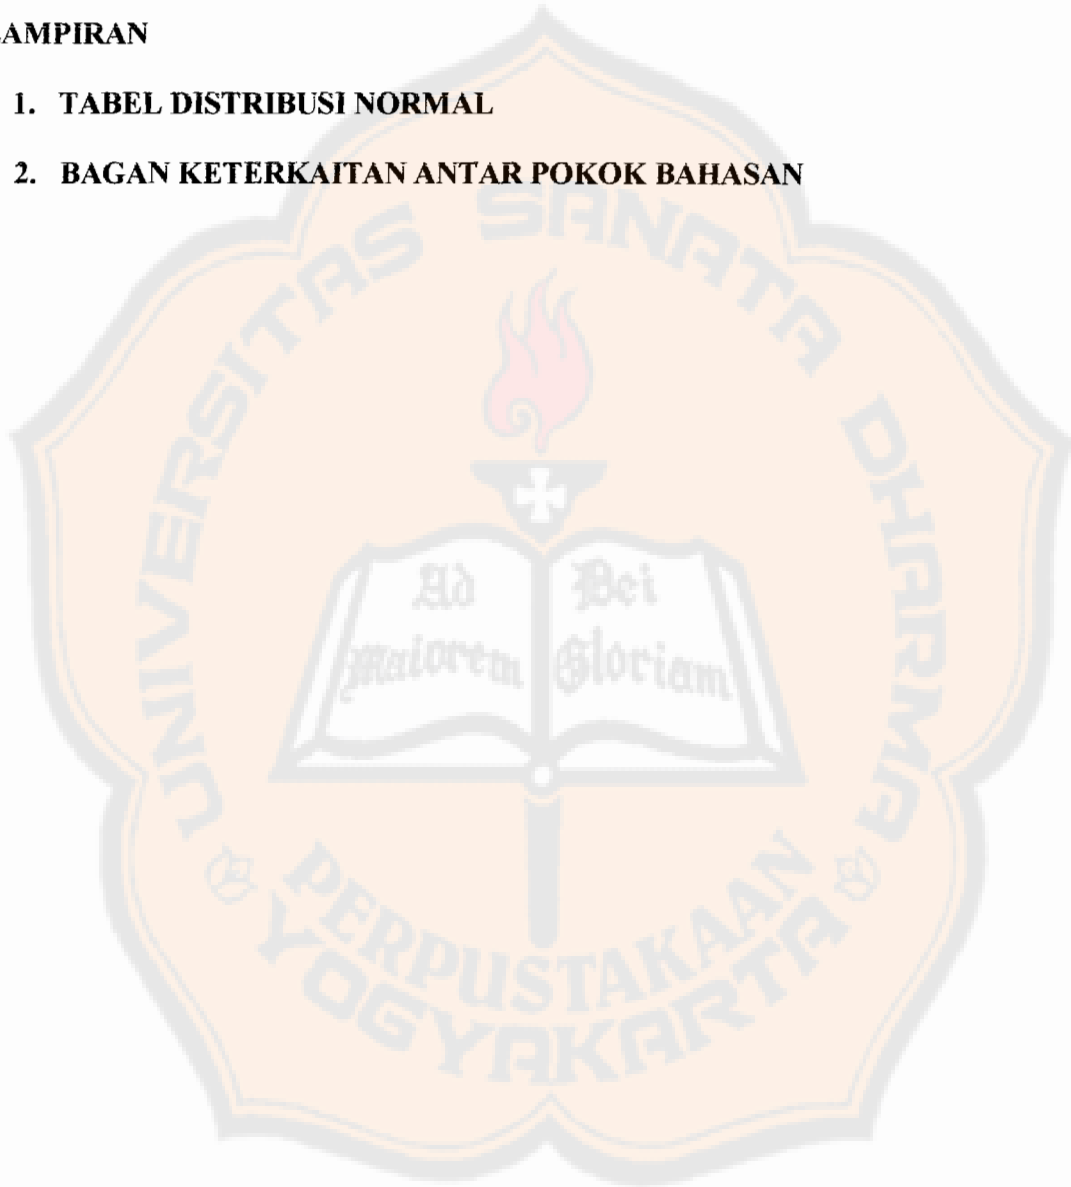 LAMPIRAN
1. TABEL DISTRIBUSI NORMAL
2. BAGAN KETERKAITAN ANTAR POKOK BAHASAN
UNIVERSITAS SANATA DHARMA
Ad Dei
Maiorem Gloriam
PERPUSTAKAAN
YOGYAKARTA